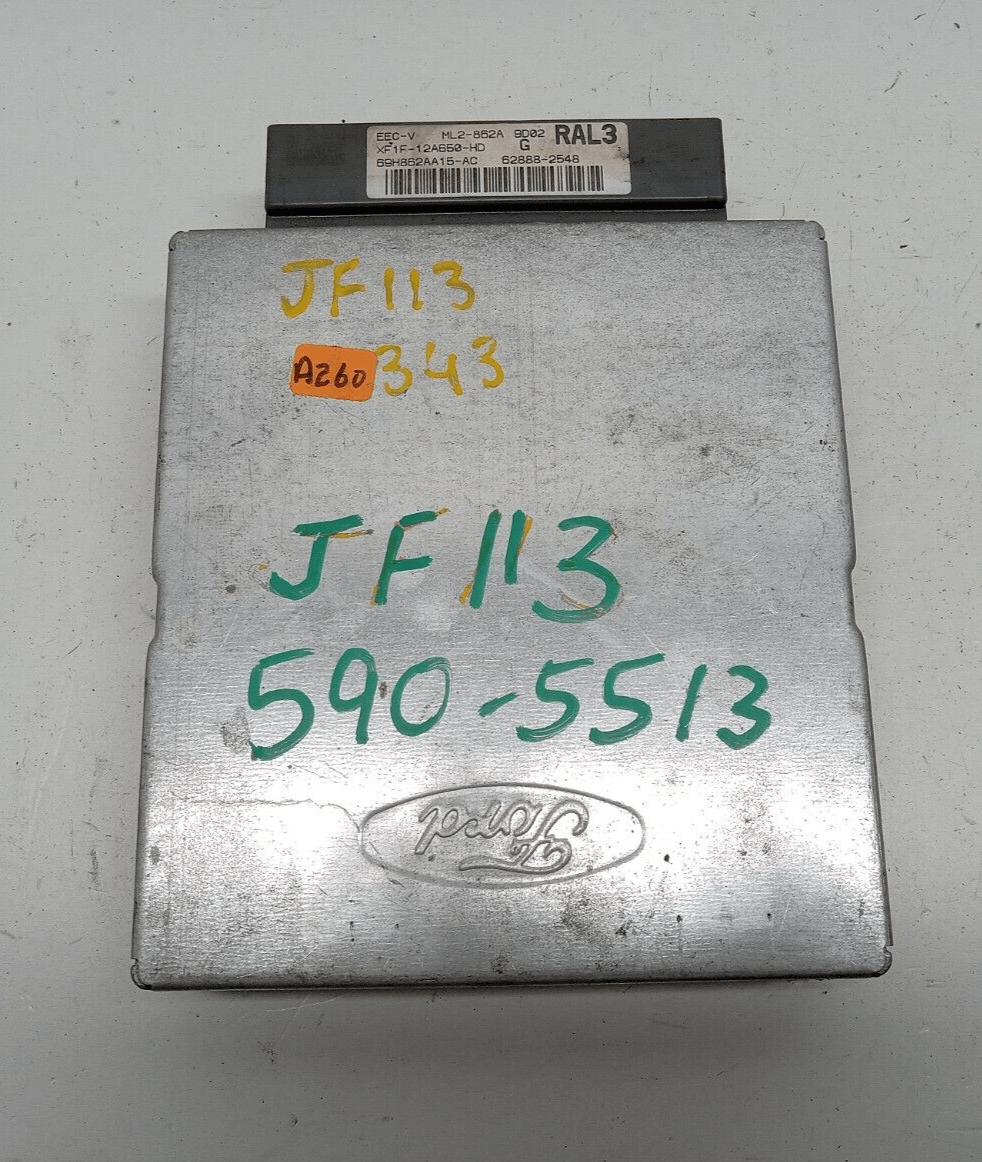 EEC-V ML2-862A 9D02 RAL3
XF1F-12A650-HD G
69H862AA15-AC 62888-2548
JF113
A260 343
JF113
590-5513
Ford